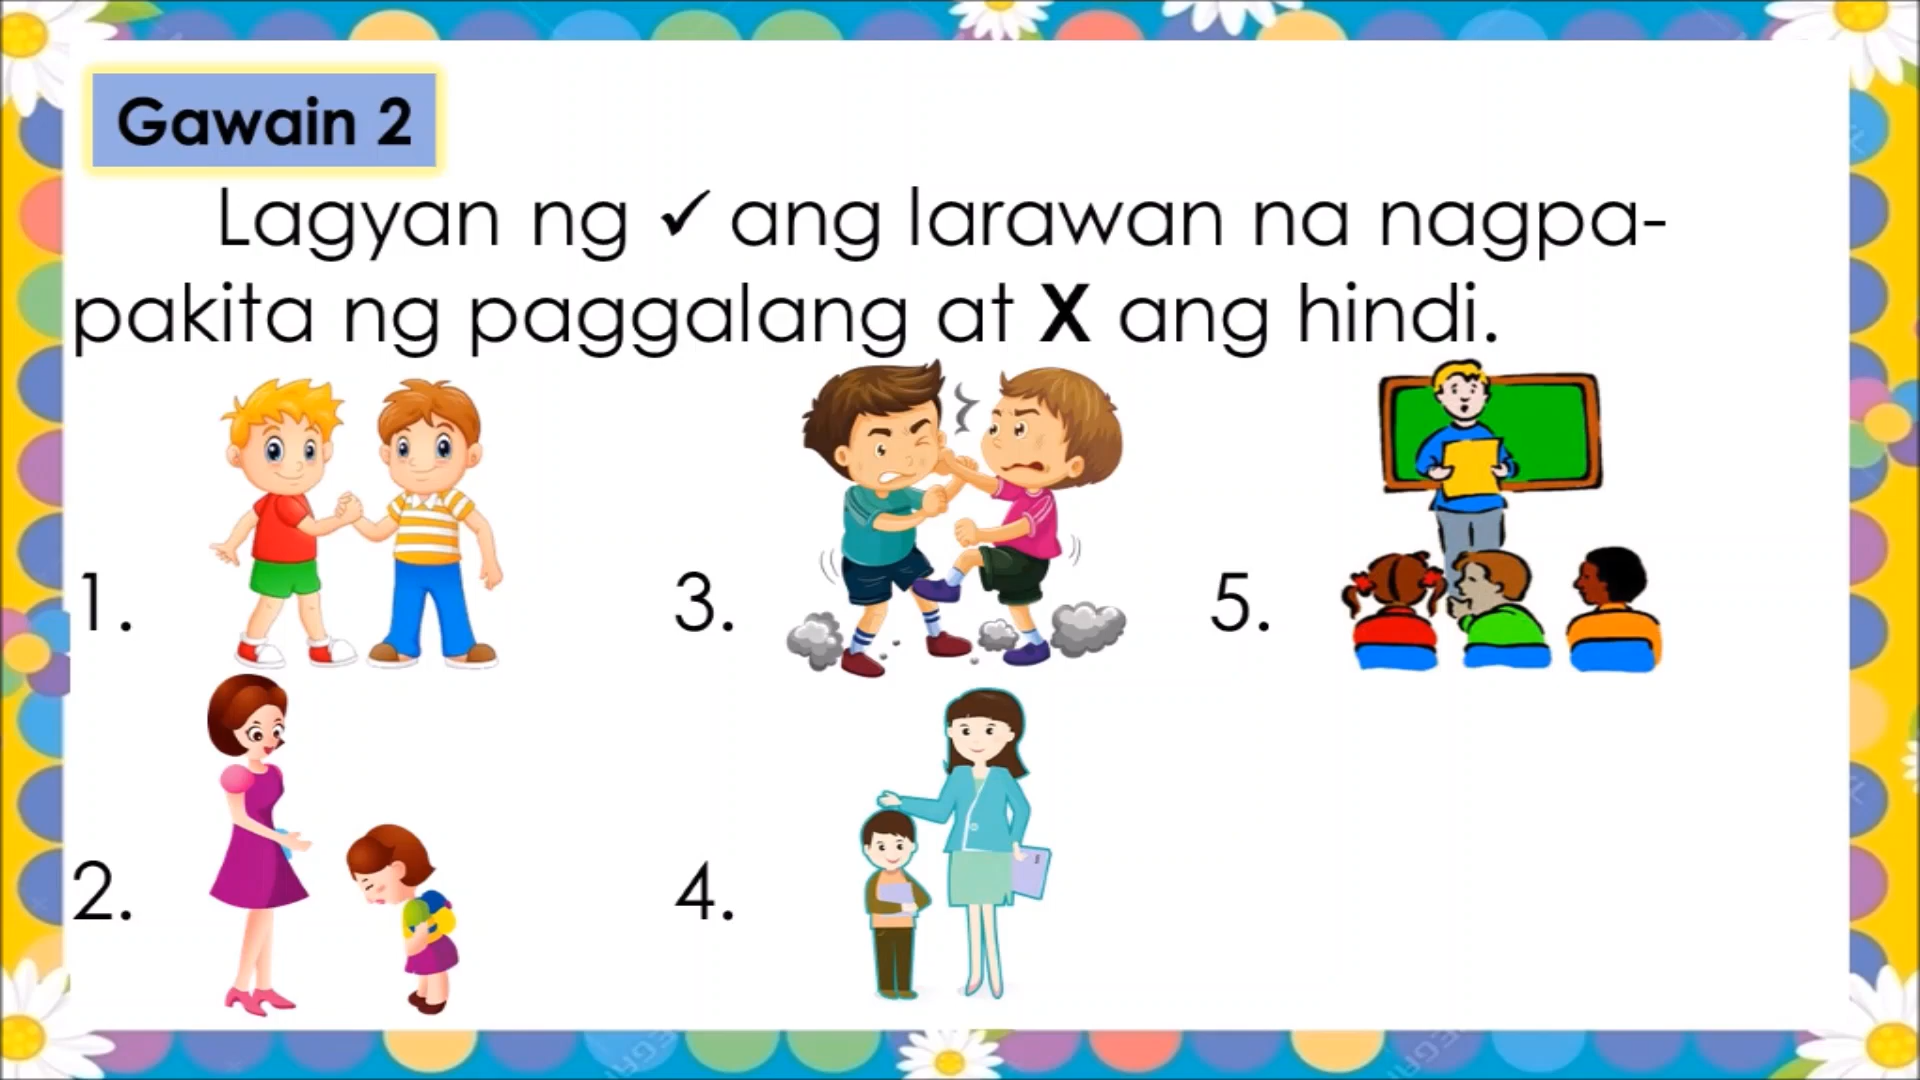 Gawain 2
Lagyan ng ✓ ang larawan na nagpa-
pakita ng paggalang at X ang hindi.
1.
3.
5.
2.
4.